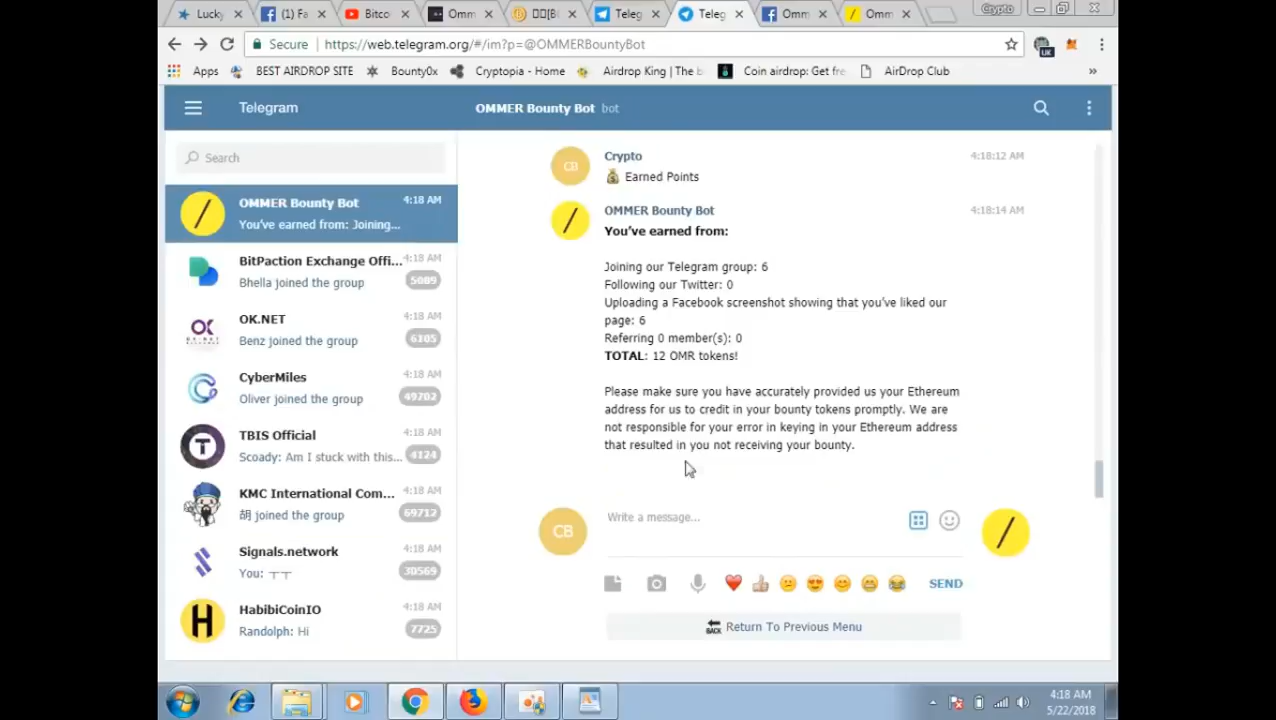 Lucky
(1) Fa
Bitco
Omm
[B
Teleg
Teleg
Omm
Omm
Crypto
Secure
https://web.telegram.org/#/im?p=@OMMERBountyBot
UK
Apps
BEST AIRDROP SITE
Bounty0x
Cryptopia - Home
Airdrop King | The b
Coin airdrop: Get fre
AirDrop Club
»
Telegram
OMMER Bounty Bot bot
Search
OMMER Bounty Bot 4:18 AM
You've earned from: Joining...
BitPaction Exchange Offi... 4:18 AM
Bhella joined the group 5089
OK.NET 4:18 AM
Benz joined the group 6105
CyberMiles 4:18 AM
Oliver joined the group 49702
TBIS Official 4:18 AM
Scoady: Am I stuck with this... 4124
KMC International Com... 4:18 AM
胡 joined the group 69712
Signals.network 4:18 AM
You: ㅜㅜ 30569
HabibiCoinIO 4:18 AM
Randolph: Hi 7725
CB
Crypto 4:18:12 AM
Earned Points
OMMER Bounty Bot 4:18:14 AM
You've earned from:
Joining our Telegram group: 6
Following our Twitter: 0
Uploading a Facebook screenshot showing that you've liked our
page: 6
Referring 0 member(s): 0
TOTAL: 12 OMR tokens!
Please make sure you have accurately provided us your Ethereum
address for us to credit in your bounty tokens promptly. We are
not responsible for your error in keying in your Ethereum address
that resulted in you not receiving your bounty.
CB
Write a message...
SEND
BACK Return To Previous Menu
4:18 AM
5/22/2018